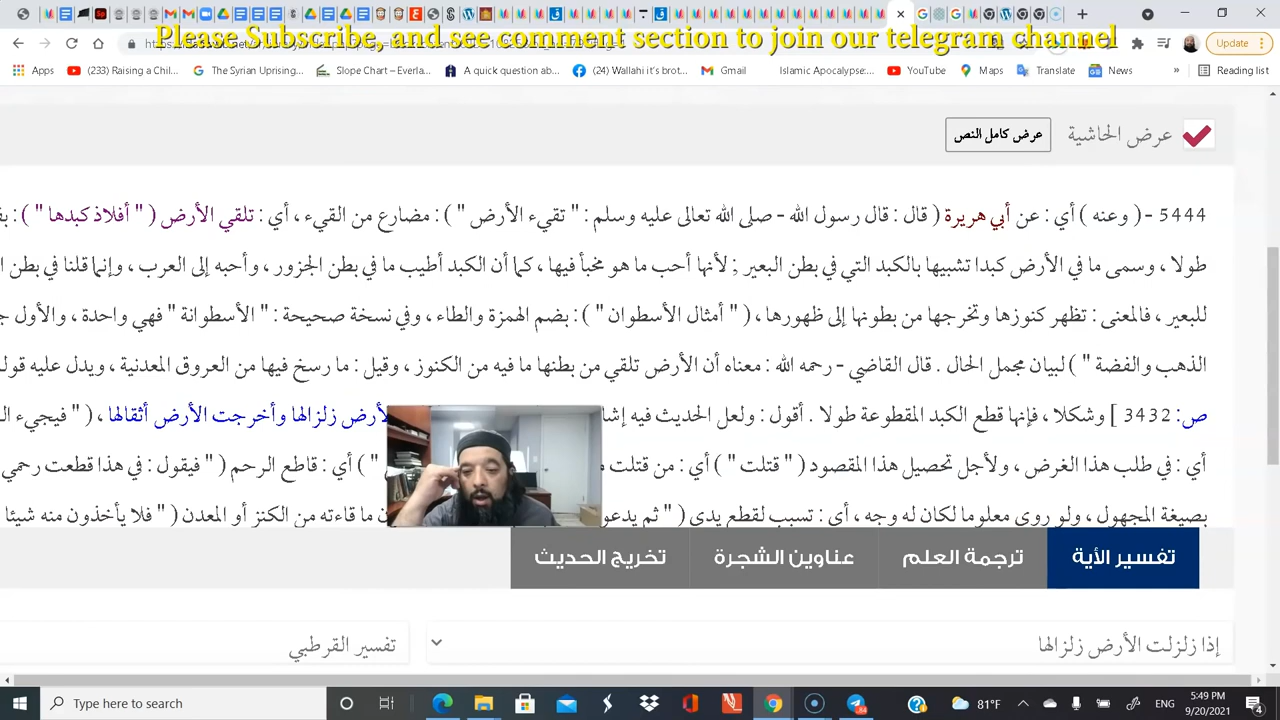 Please Subscribe, and see comment section to join our telegram channel
Update
Apps
(233) Raising a Chil...
The Syrian Uprising...
Slope Chart – Everla...
A quick question ab...
(24) Wallahi it's brot...
Gmail
Islamic Apocalypse:...
YouTube
Maps
Translate
News
»
Reading list
عرض الحاشية
عرض كامل النص
5444 - ( وعنه ) أي : عن أبي هريرة ( قال : قال رسول الله - صلى الله تعالى عليه وسلم : " تقيء الأرض " ) : مضارع من القيء ، أي : تلقي الأرض ( " أفلاذ كبدها " ) :
طولا ، وسمى ما في الأرض كبدا تشبيها بالكبد التي في بطن البعير ; لأنها أحب ما هو مخبأ فيها ، كما أن الكبد أطيب ما في بطن الجزور ، وأحبه إلى العرب ، وإنما قلنا في بطن
للبعير ، فالمعنى : تظهر كنوزها وتخرجها من بطونها إلى ظهورها ، ( " أمثال الأسطوان " ) : بضم الهمزة والطاء ، وفي نسخة صحيحة : " الأسطوانة " فهي واحدة ، والأول
الذهب والفضة " ) لبيان مجمل الحال . قال القاضي - رحمه الله : معناه أن الأرض تلقي من بطنها ما فيه من الكنوز ، وقيل : ما رسخ فيها من العروق المعدنية ، ويدل عليه
ص: 3432 ] وشكلا ، فإنها قطع الكبد المقطوعة طولا . أقول : ولعل الحديث فيه زلزالها وأخرجت الأرض أثقالها ، ( " فيجيء
أي : في طلب هذا الغرض ، ولأجل تحصيل هذا المقصود ( " قتلت " ) أي : من قتلت " ) أي : قاطع الرحم ( " فيقول : في هذا قطعت رحمي
بصيغة المجهول ، ولو روي معلوما لكان له وجه ، أي : تسبب لقطع يدي ( " ثم ما قاءته من الكنز أو المعدن ( " فلا يأخذون منه شيئا
تفسير الأية
ترجمة العلم
عناوين الشجرة
تخريج الحديث
إذا زلزلت الأرض زلزالها
تفسير القرطبي
Type here to search
81°F
ENG
5:49 PM
9/20/2021